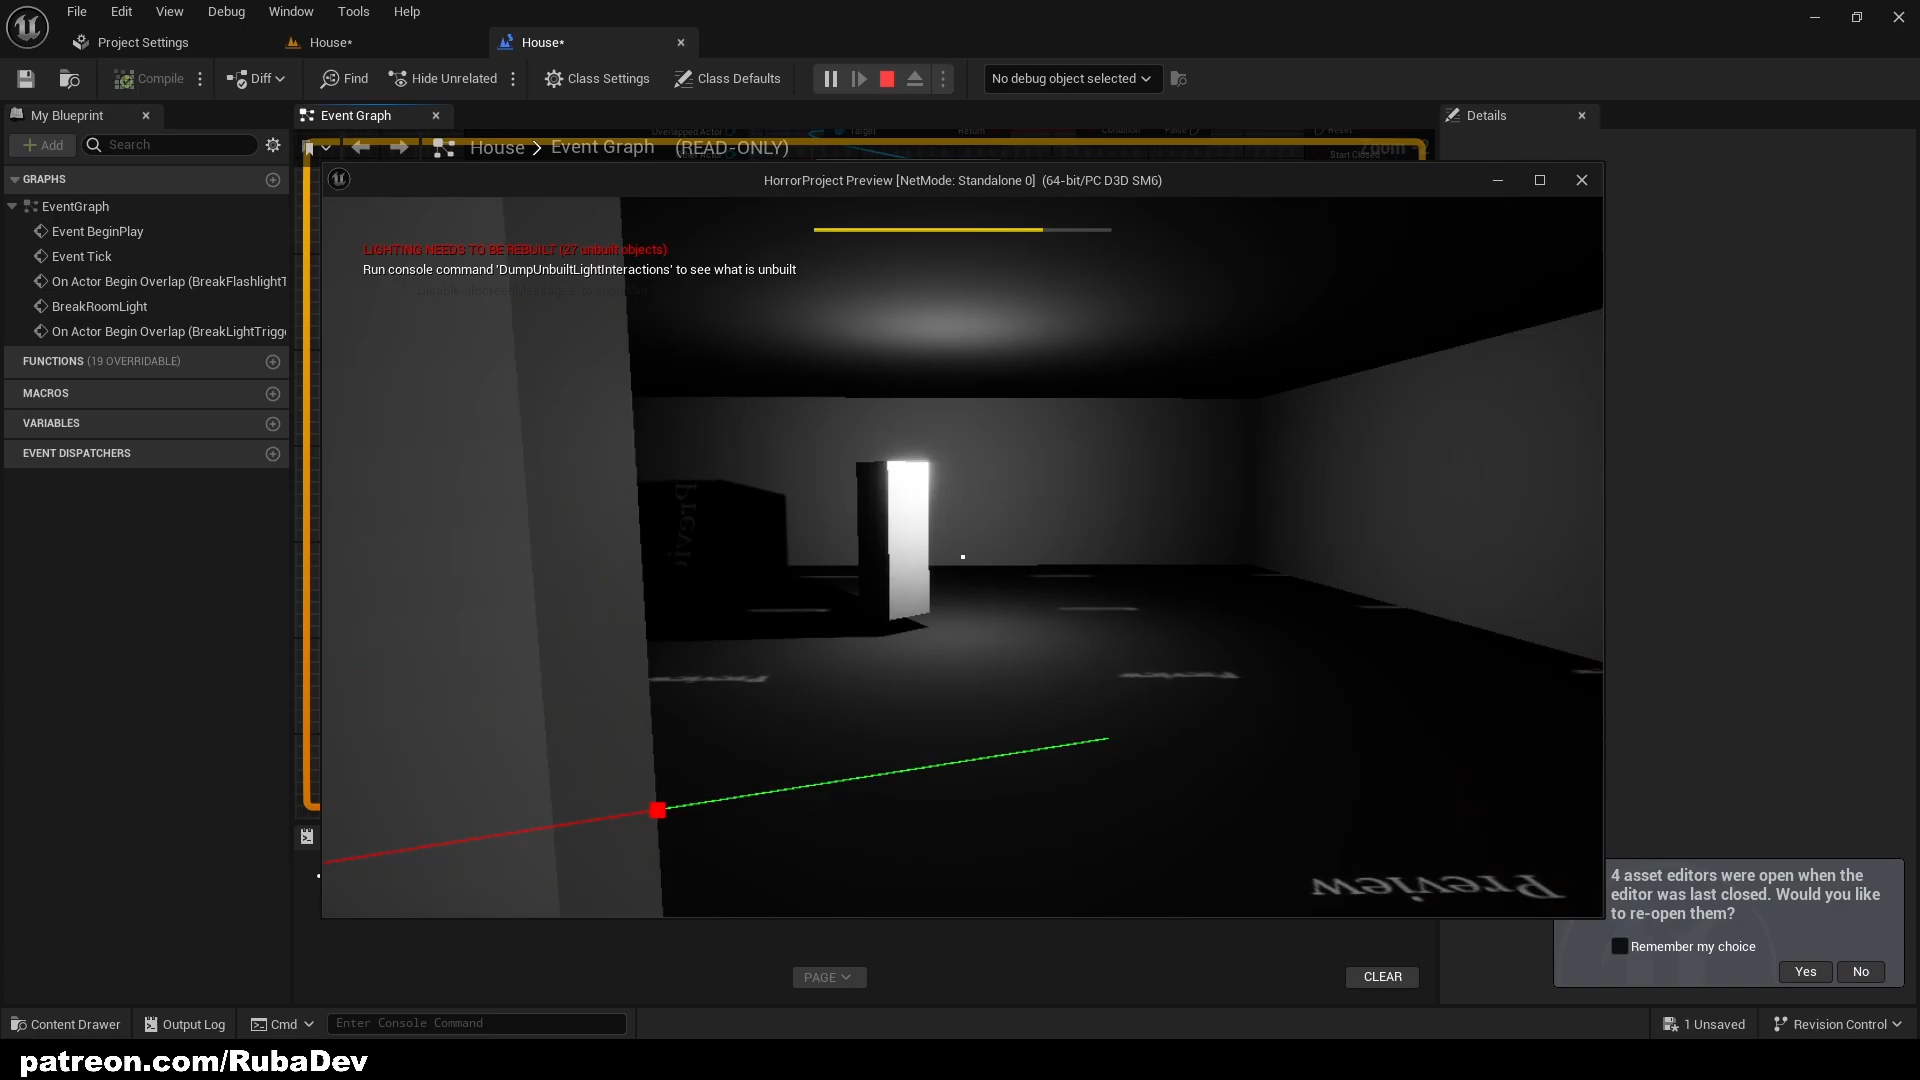 File Edit View Debug Window Tools Help
Project Settings House* House*
Compile Diff Find Hide Unrelated Class Settings Class Defaults No debug object selected
My Blueprint Event Graph Details
Add Search
House > Event Graph (READ-ONLY)
GRAPHS
EventGraph
Event BeginPlay
Event Tick
On Actor Begin Overlap (BreakFlashlightT
BreakRoomLight
On Actor Begin Overlap (BreakLightTrigge
FUNCTIONS (19 OVERRIDABLE)
MACROS
VARIABLES
EVENT DISPATCHERS
HorrorProject Preview [NetMode: Standalone 0] (64-bit/PC D3D SM6)
LIGHTING NEEDS TO BE REBUILT (27 unbuilt objects)
Run console command 'DumpUnbuiltLightInteractions' to see what is unbuilt
Preview
Preview
Preview
4 asset editors were open when the
editor was last closed. Would you like
to re-open them?
Remember my choice
Yes No
PAGE CLEAR
Content Drawer Output Log Cmd Enter Console Command 1 Unsaved Revision Control
patreon.com/RubaDev